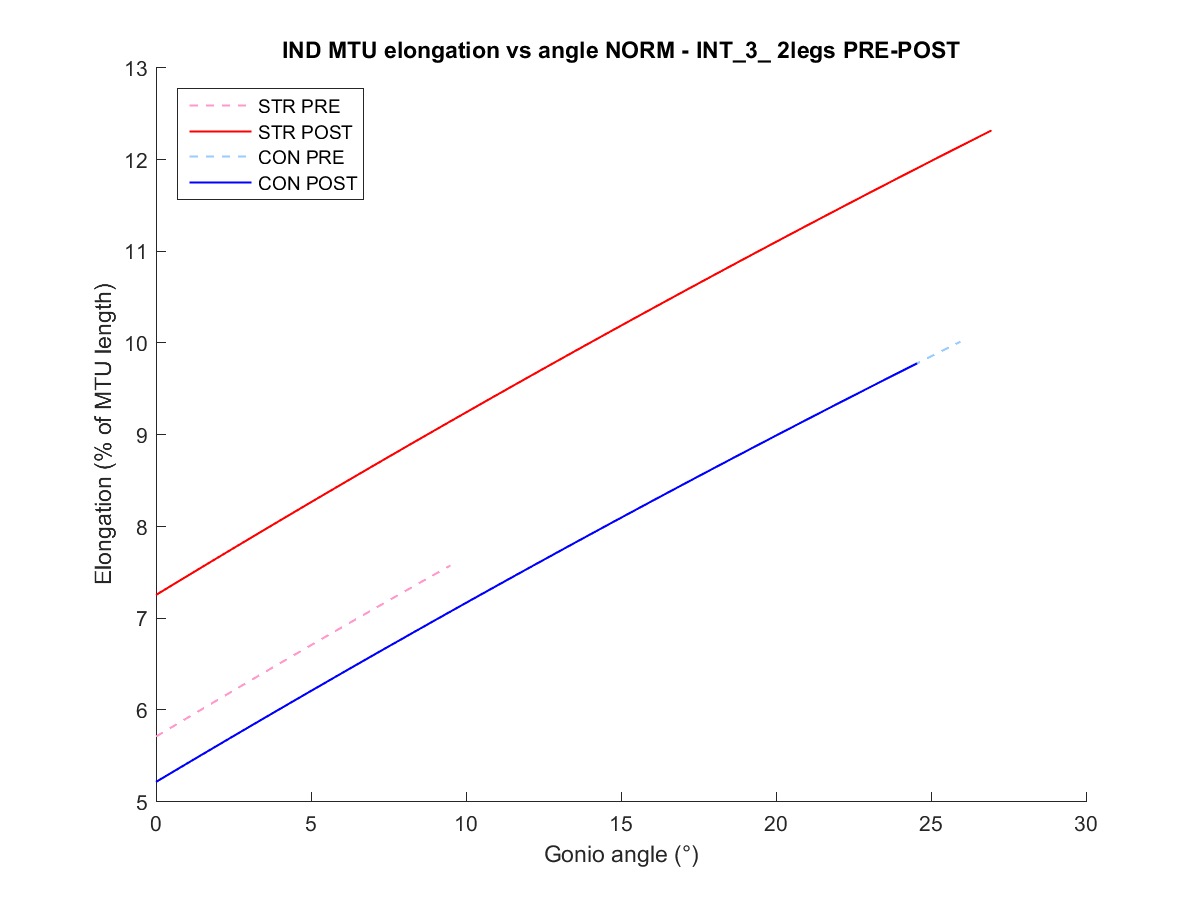 IND MTU elongation vs angle NORM - INT_3_ 2legs PRE-POST
STR PRE
STR POST
CON PRE
CON POST
13
12
11
10
9
8
7
6
5
Elongation (% of MTU length)
0 5 10 15 20 25 30
Gonio angle (°)